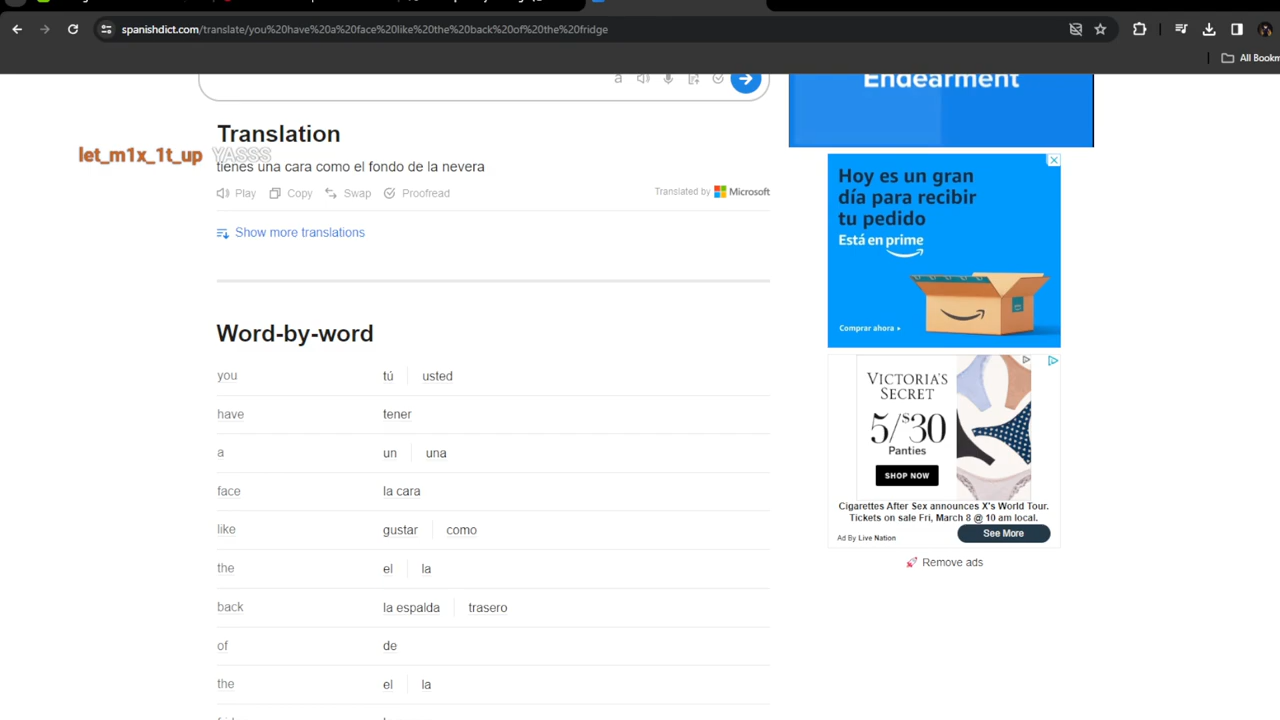 spanishdict.com/translate/you%20have%20a%20face%20like%20the%20back%20of%20the%20fridge
All Bookm
Endearment
Translation
let_m1x_1t_up YASSS
tienes una cara como el fondo de la nevera
Play Copy Swap Proofread
Translated by Microsoft
Show more translations
Word-by-word
you tú usted
have tener
a un una
face la cara
like gustar como
the el la
back la espalda trasero
of de
the el la
Hoy es un gran
día para recibir
tu pedido
Está en prime
Comprar ahora
VICTORIA'S
SECRET
5/$30
Panties
SHOP NOW
Cigarettes After Sex announces X's World Tour.
Tickets on sale Fri, March 8 @ 10 am local.
Ad By Live Nation
See More
Remove ads